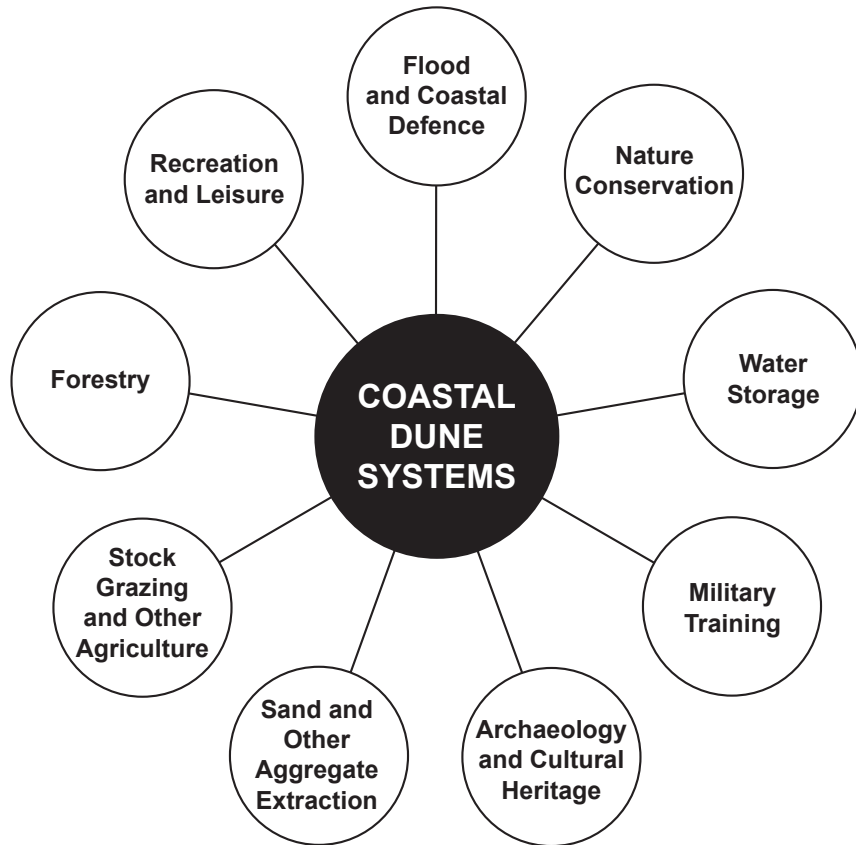 Flood
and Coastal
Defence
Nature
Conservation
Water
Storage
Military
Training
Archaeology
and Cultural
Heritage
Sand and
Other
Aggregate
Extraction
Stock
Grazing
and Other
Agriculture
Forestry
Recreation
and Leisure
COASTAL
DUNE
SYSTEMS